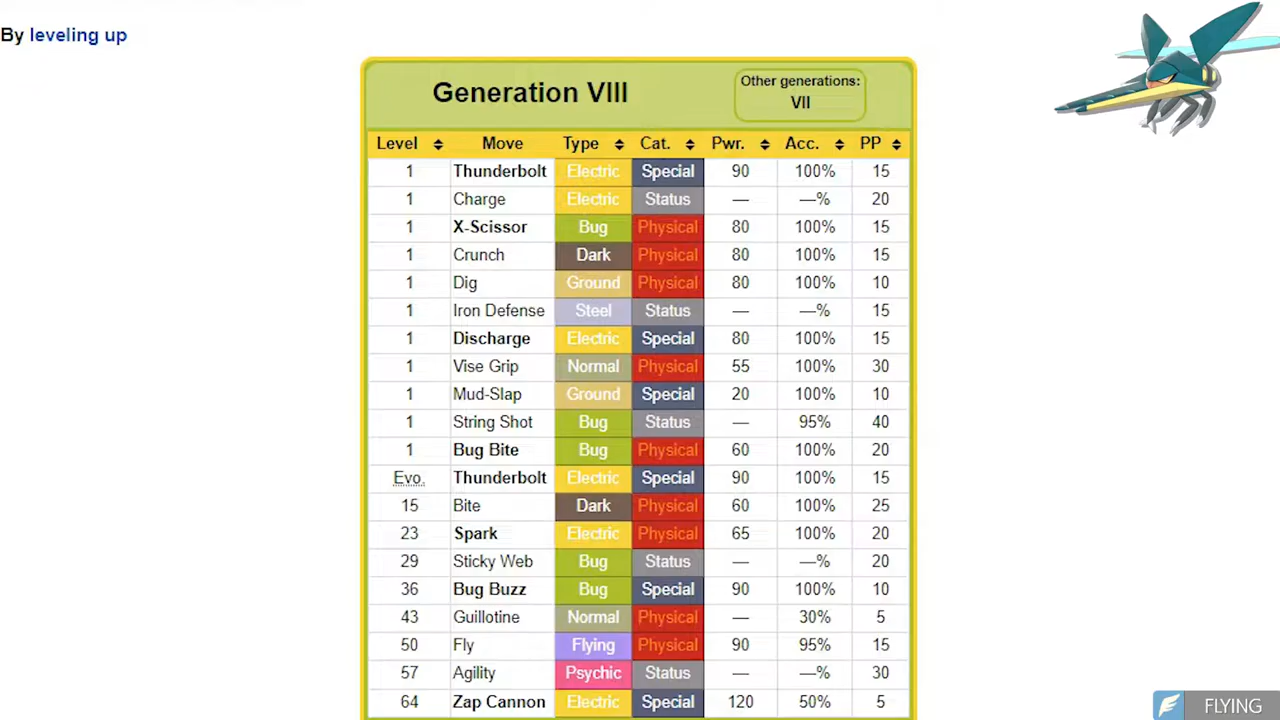 By leveling up
Generation VIII
Other generations:
VII
Level Move Type Cat. Pwr. Acc. PP
1 Thunderbolt Electric Special 90 100% 15
1 Charge Electric Status — —% 20
1 X-Scissor Bug Physical 80 100% 15
1 Crunch Dark Physical 80 100% 15
1 Dig Ground Physical 80 100% 10
1 Iron Defense Steel Status — —% 15
1 Discharge Electric Special 80 100% 15
1 Vise Grip Normal Physical 55 100% 30
1 Mud-Slap Ground Special 20 100% 10
1 String Shot Bug Status — 95% 40
1 Bug Bite Bug Physical 60 100% 20
Evo. Thunderbolt Electric Special 90 100% 15
15 Bite Dark Physical 60 100% 25
23 Spark Electric Physical 65 100% 20
29 Sticky Web Bug Status — —% 20
36 Bug Buzz Bug Special 90 100% 10
43 Guillotine Normal Physical — 30% 5
50 Fly Flying Physical 90 95% 15
57 Agility Psychic Status — —% 30
64 Zap Cannon Electric Special 120 50% 5
FLYING